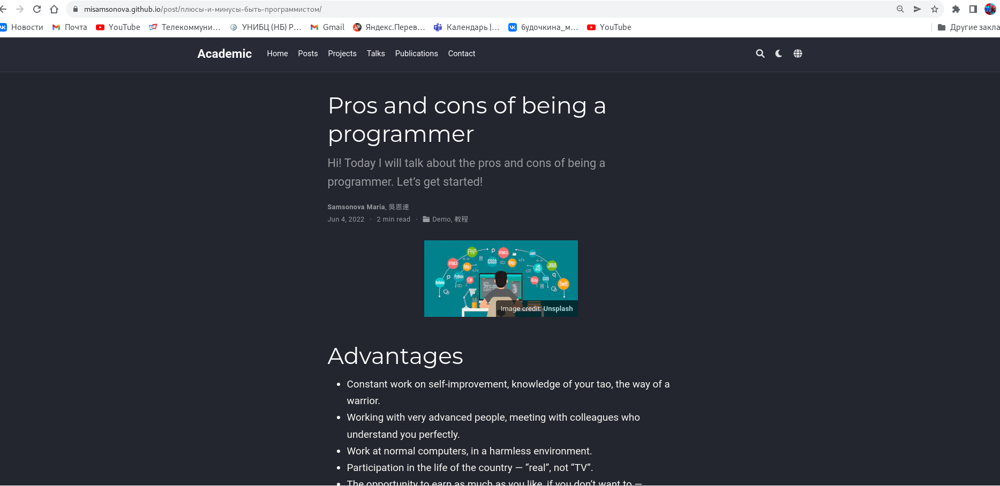 misamsonova.github.io/post/плюсы-и-минусы-быть-программистом/
Новости Почта YouTube Телекоммуни... УНИБЦ (НБ) Р... Gmail Яндекс.Перев... Календарь |... будочкина_м... YouTube Другие закла
Academic Home Posts Projects Talks Publications Contact
Pros and cons of being a
programmer
Hi! Today I will talk about the pros and cons of being a
programmer. Let’s get started!
Samsonova Maria, 吳恩達
Jun 4, 2022 · 2 min read · Demo, 教程
PHP HTML5 .com
HTML5 http: CSS3 http: JS JAVA
Arduino Python C# Ruby CSS3 Swift
Image credit: Unsplash
Advantages
• Constant work on self-improvement, knowledge of your tao, the way of a
warrior.
• Working with very advanced people, meeting with colleagues who
understand you perfectly.
• Work at normal computers, in a harmless environment.
• Participation in the life of the country — “real”, not “TV”.
• The opportunity to earn as much as you like, if you don’t want to —